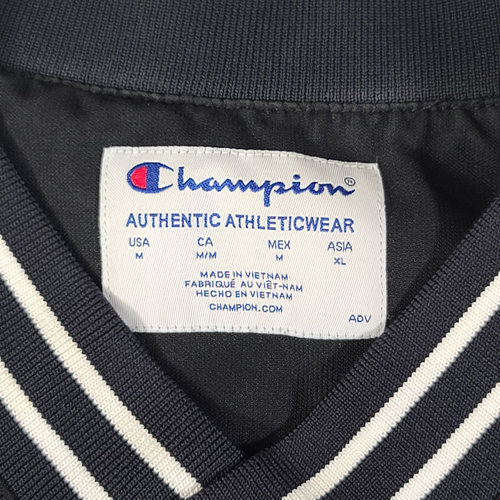 Champion®
AUTHENTIC ATHLETICWEAR
USA CA MEX ASIA
M M/M M XL
MADE IN VIETNAM
FABRIQUÉ AU VIÊT-NAM
HECHO EN VIETNAM
CHAMPION.COM
ADV